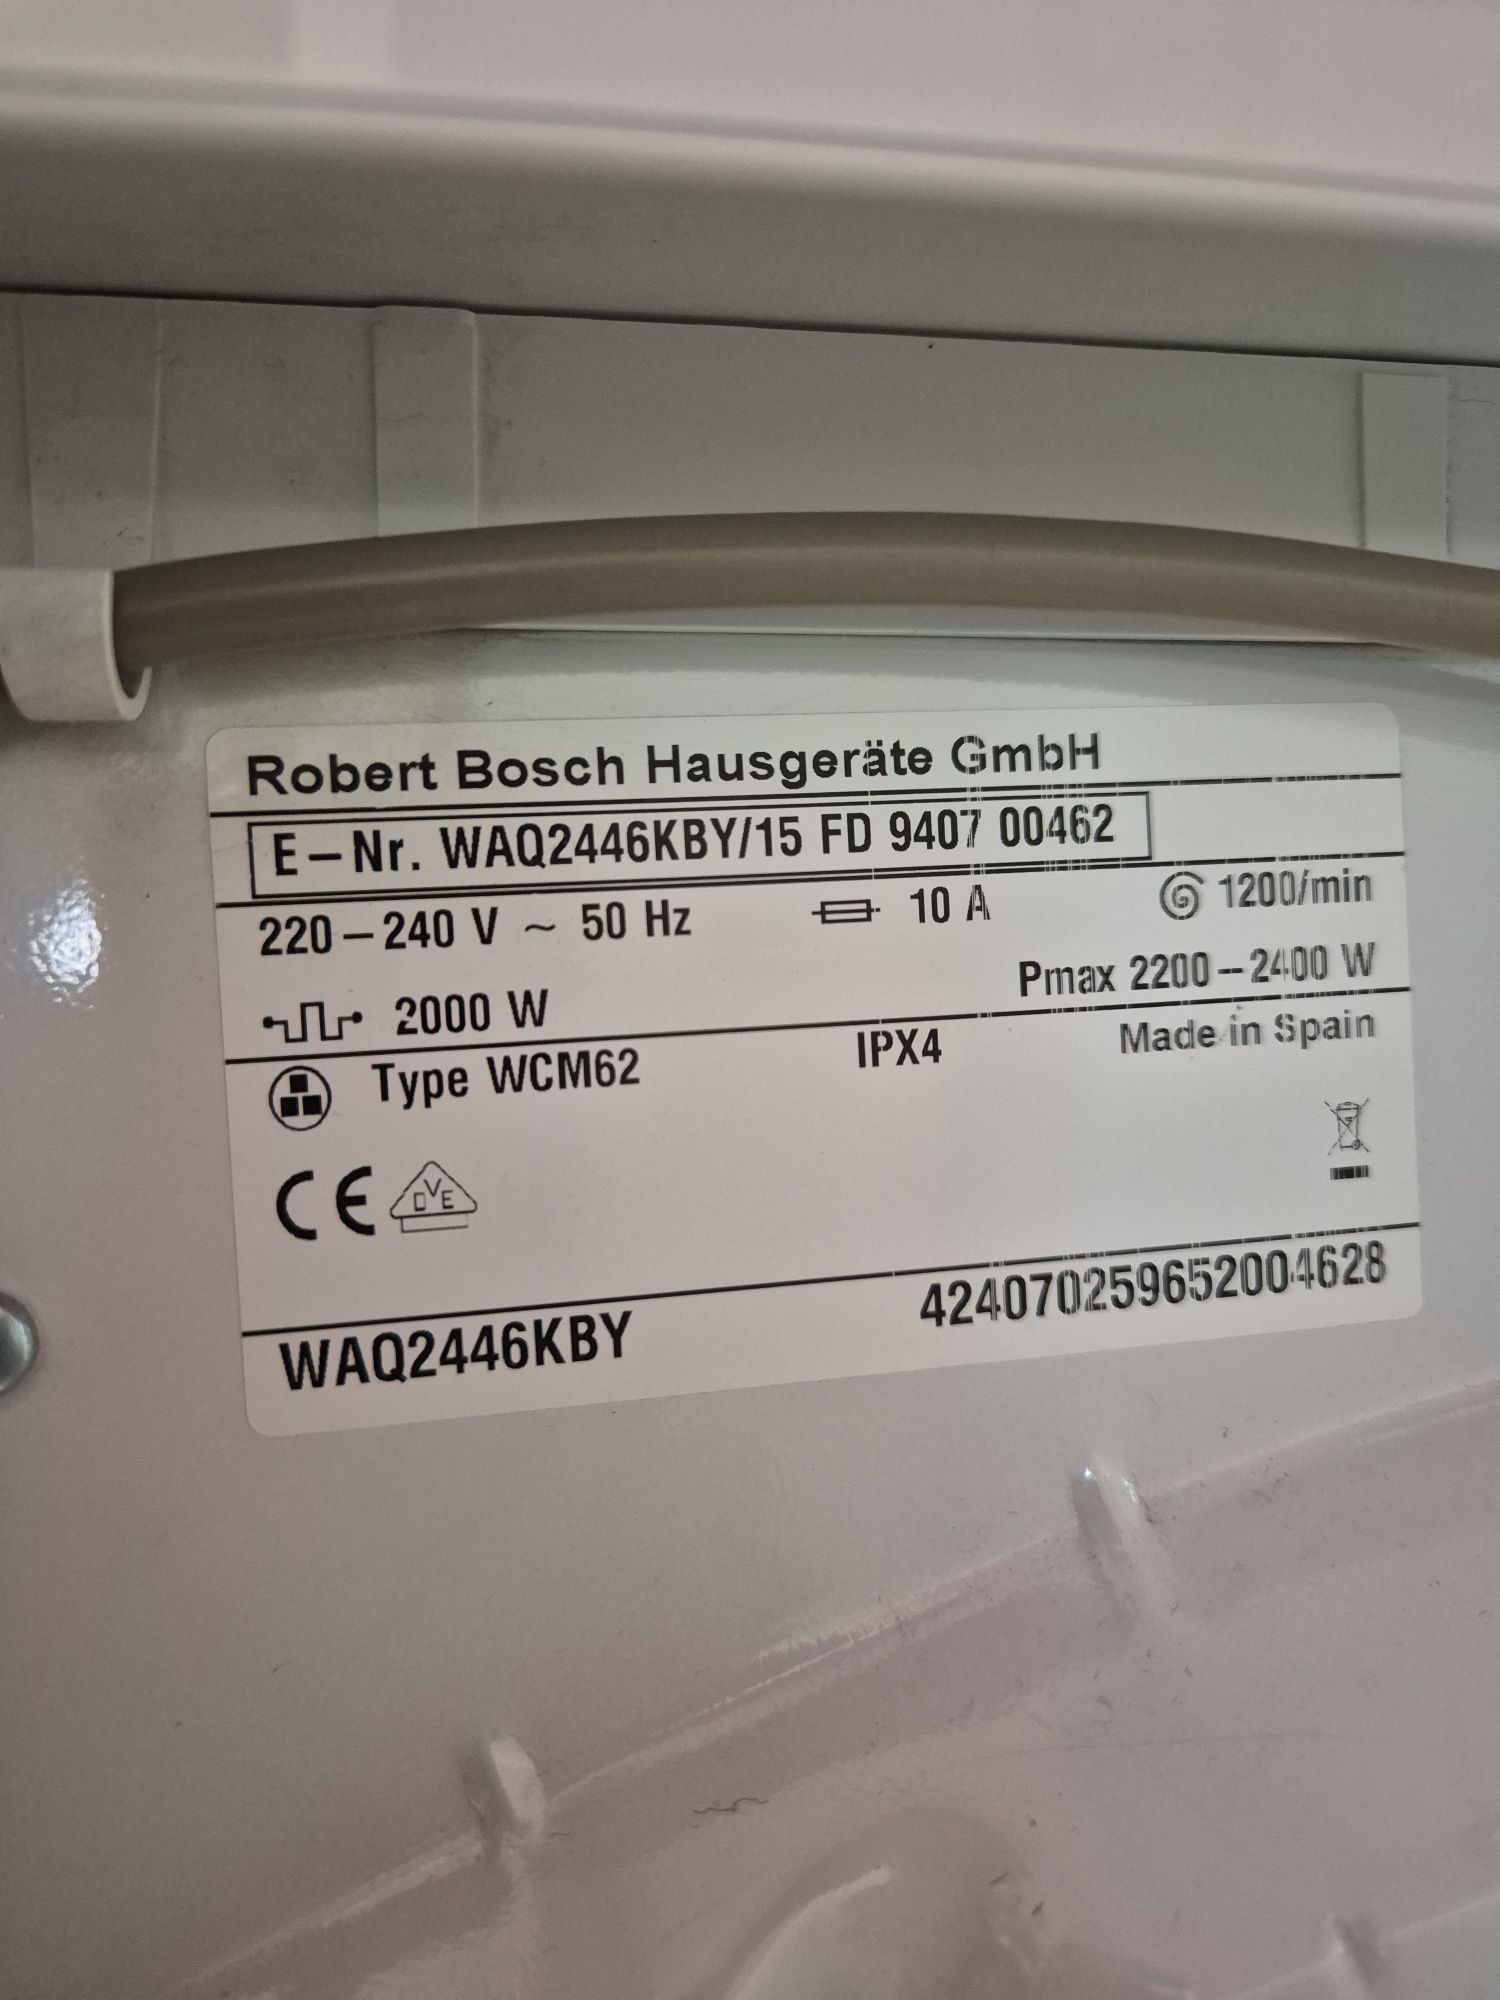 Robert Bosch Hausgeräte GmbH
E-Nr. WAQ2446KBY/15 FD 9407 00462
220-240 V ~ 50 Hz 10 A 1200/min
2000 W Pmax 2200-2400 W
Type WCM62 IPX4 Made in Spain
CE DVE
WAQ2446KBY 424070259652004628